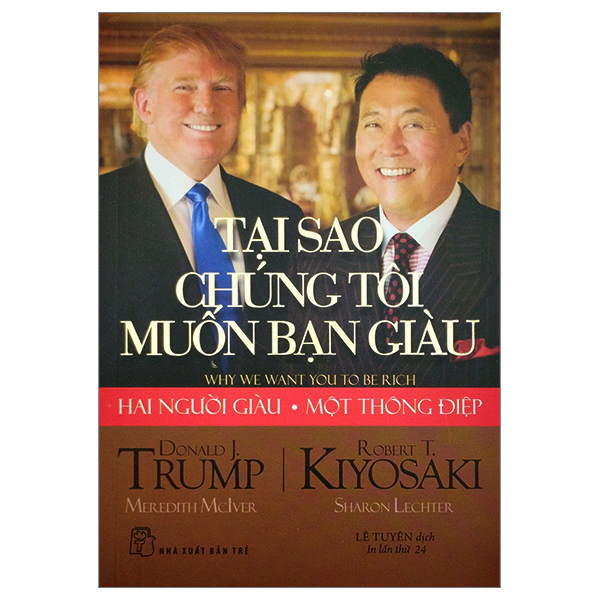 TẠI SAO
CHÚNG TÔI
MUỐN BẠN GIÀU
WHY WE WANT YOU TO BE RICH
HAI NGƯỜI GIÀU • MỘT THÔNG ĐIỆP
DONALD J. TRUMP
MEREDITH MCIVER
ROBERT T. KIYOSAKI
SHARON LECHTER
LÊ TUYÊN dịch
In lần thứ 24
NHÀ XUẤT BẢN TRẺ